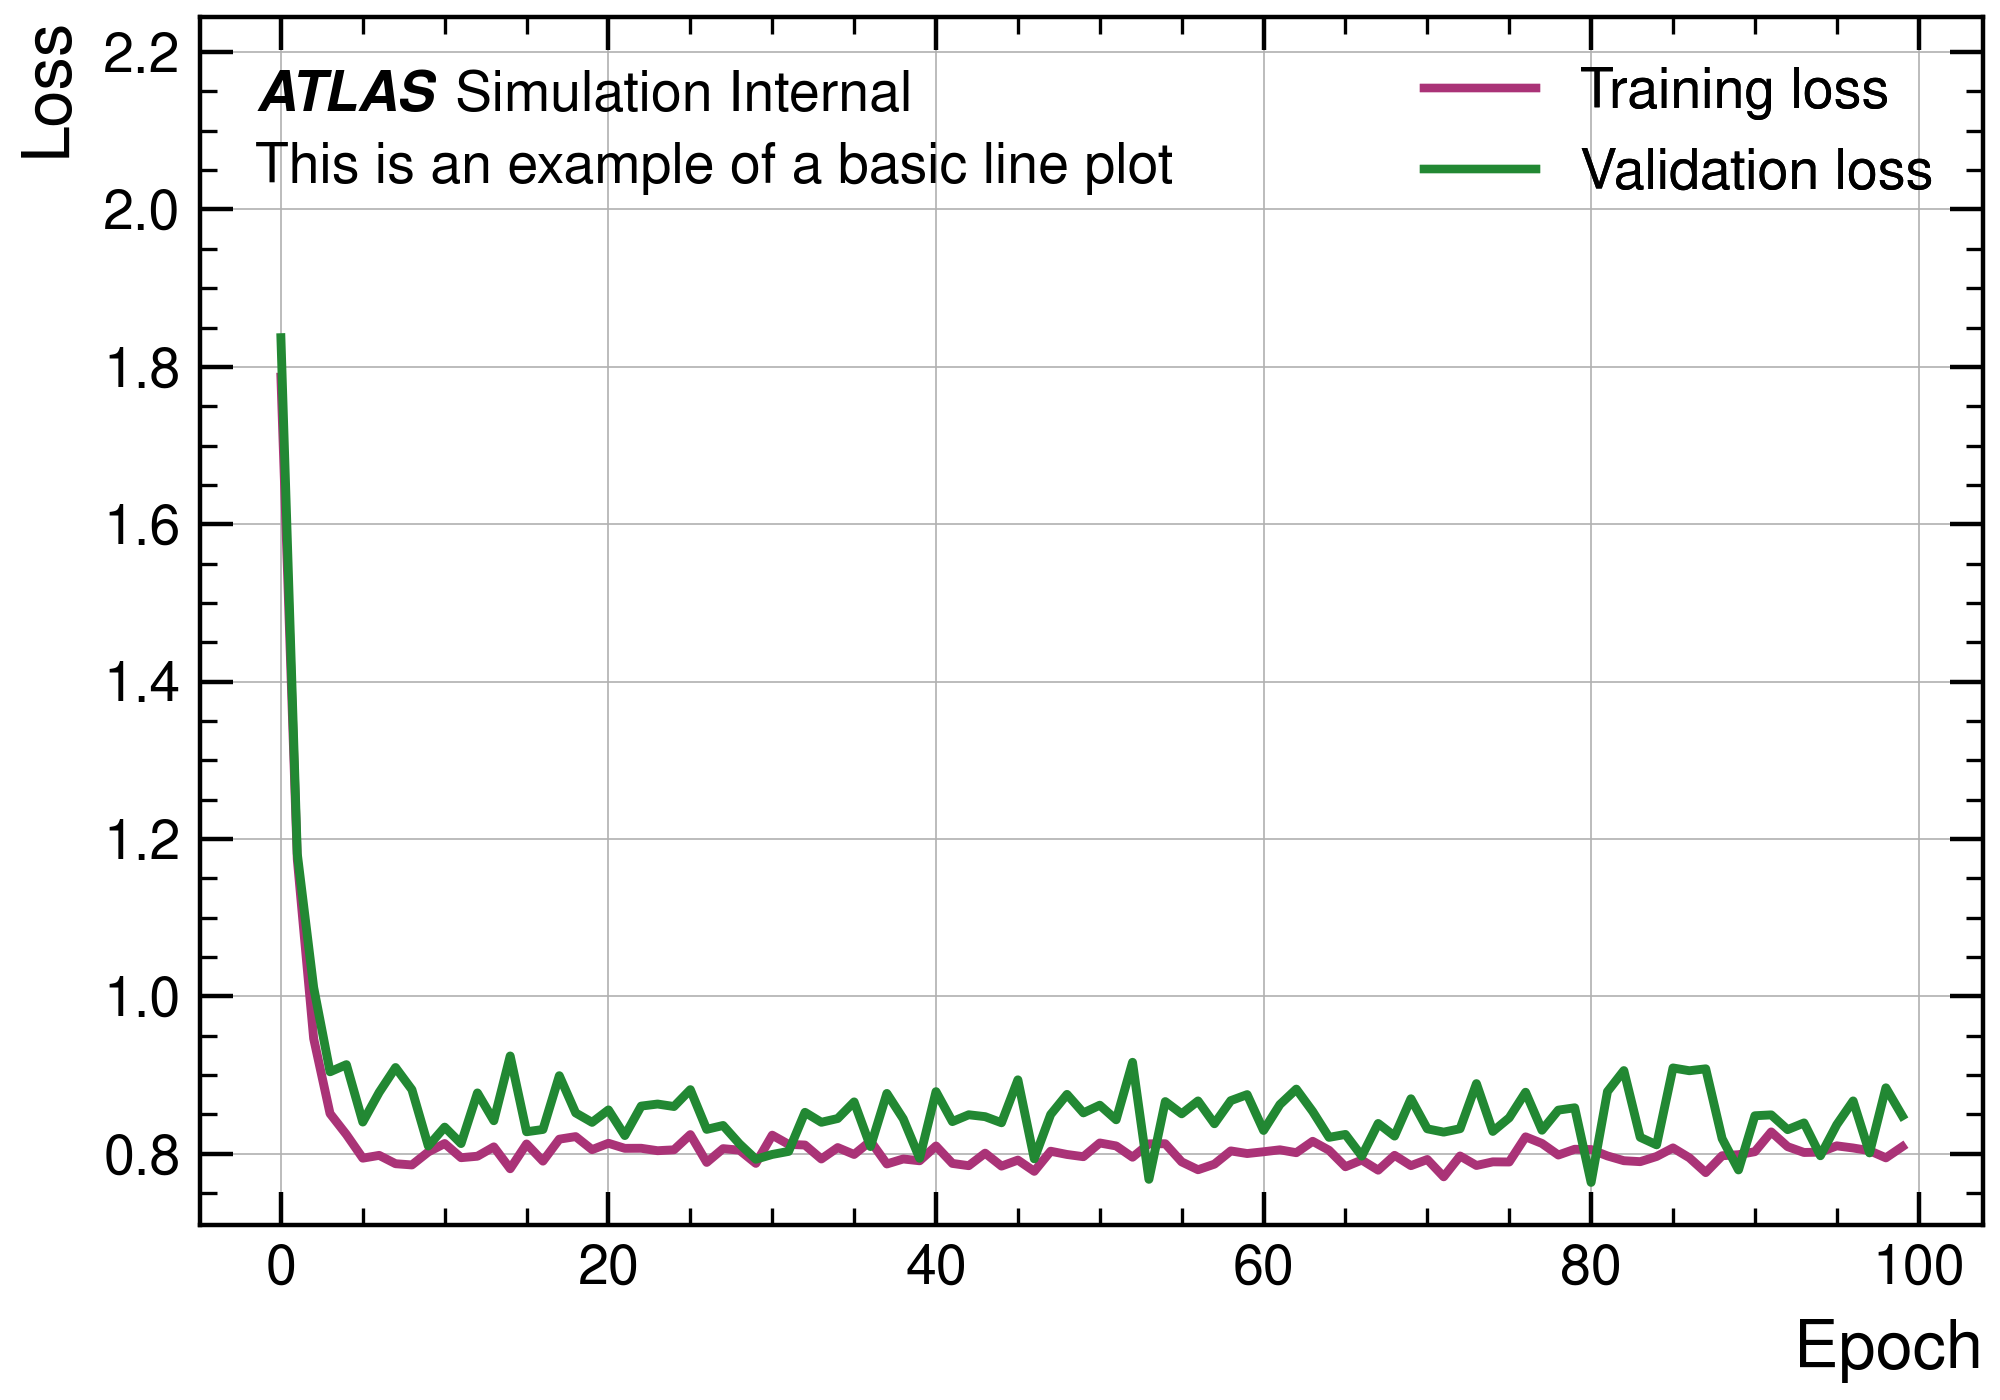 Loss
2.2
2.0
1.8
1.6
1.4
1.2
1.0
0.8
ATLAS Simulation Internal
This is an example of a basic line plot
Training loss
Validation loss
0 20 40 60 80 100
Epoch